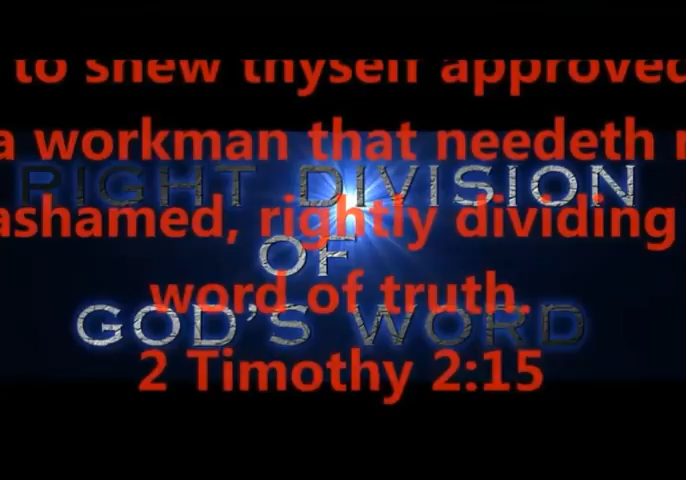 to shew thyself approved
a workman that needeth
RIGHT DIVISION
ashamed, rightly dividing
OF
word of truth.
GOD'S WORD
2 Timothy 2:15